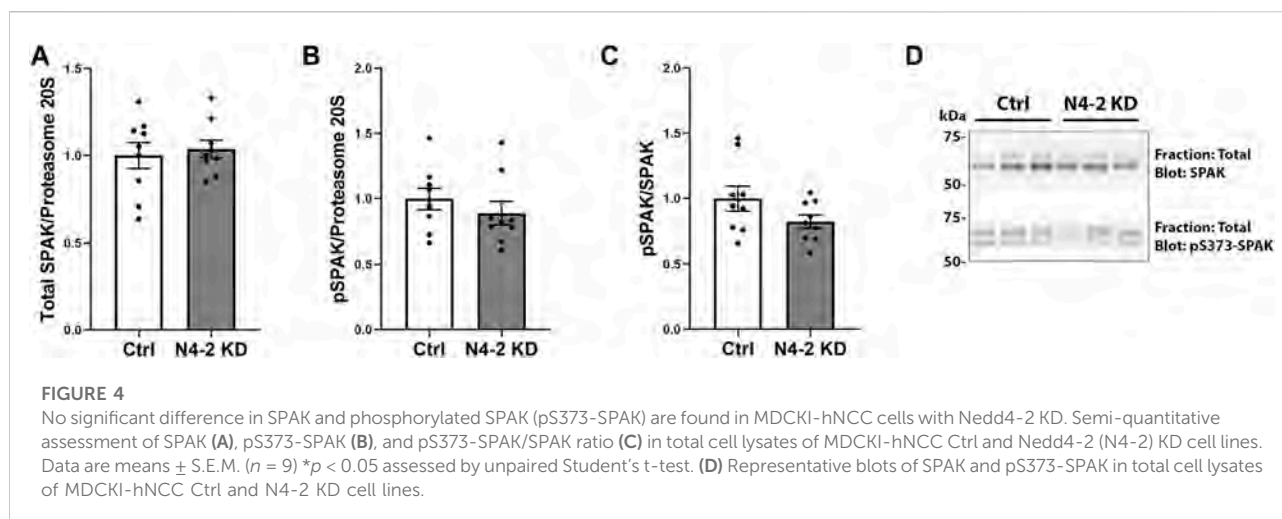 A
Total SPAK/Proteasome 20S
1.5
1.0
0.5
0.0
Ctrl N4-2 KD
B
pSPAK/Proteasome 20S
2.0
1.5
1.0
0.5
0.0
Ctrl N4-2 KD
C
pSPAK/SPAK
2.0
1.5
1.0
0.5
0.0
Ctrl N4-2 KD
D
Ctrl N4-2 KD
kDa
75-
Fraction: Total
Blot: SPAK
50-
75-
Fraction: Total
Blot: pS373-SPAK
50-
FIGURE 4
No significant difference in SPAK and phosphorylated SPAK (pS373-SPAK) are found in MDCKI-hNCC cells with Nedd4-2 KD. Semi-quantitative
assessment of SPAK (A), pS373-SPAK (B), and pS373-SPAK/SPAK ratio (C) in total cell lysates of MDCKI-hNCC Ctrl and Nedd4-2 (N4-2) KD cell lines.
Data are means ± S.E.M. (n = 9) *p < 0.05 assessed by unpaired Student's t-test. (D) Representative blots of SPAK and pS373-SPAK in total cell lysates
of MDCKI-hNCC Ctrl and N4-2 KD cell lines.